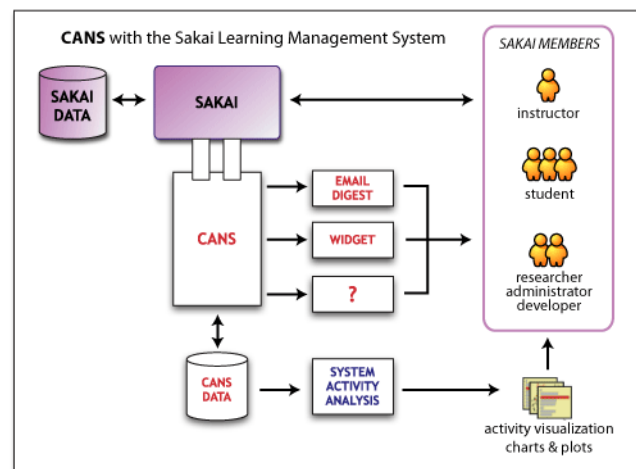 CANS with the Sakai Learning Management System
SAKAI MEMBERS
SAKAI
DATA
SAKAI
instructor
student
researcher
administrator
developer
CANS
EMAIL
DIGEST
WIDGET
?
CANS
DATA
SYSTEM
ACTIVITY
ANALYSIS
activity visualization
charts & plots